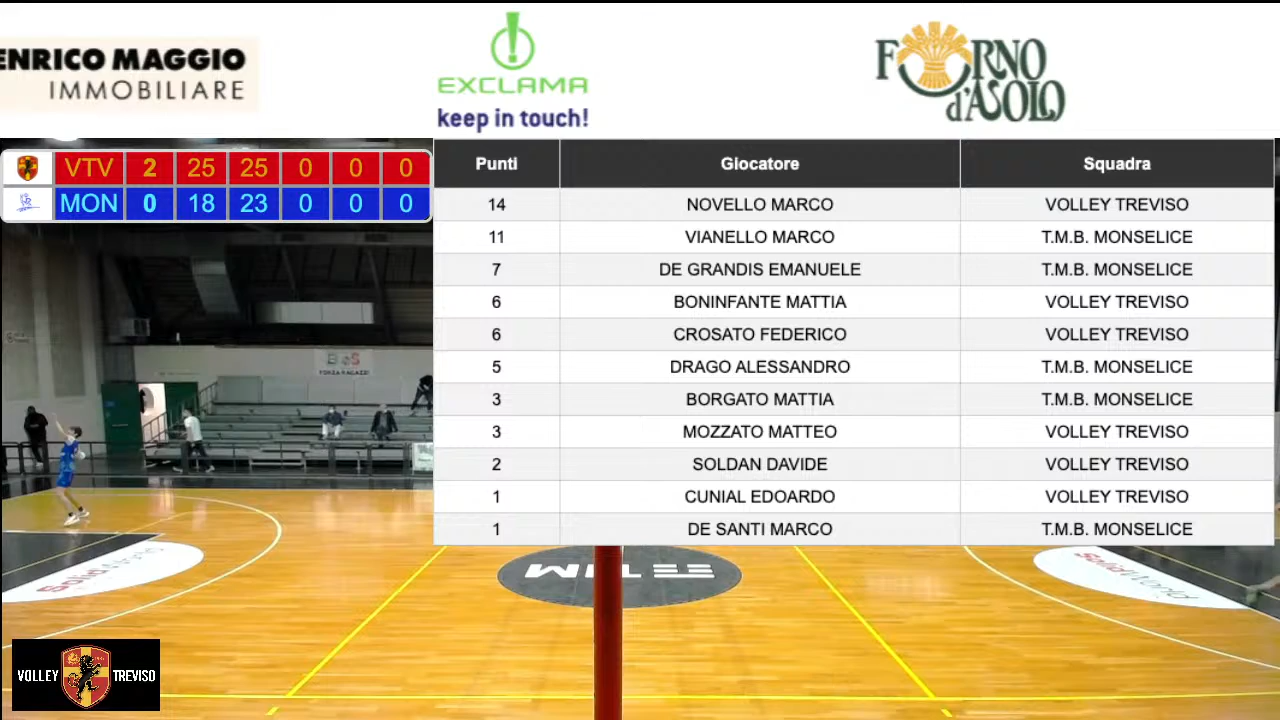 ENRICO MAGGIO
IMMOBILIARE
EXCLAMA
keep in touch!
FORNO
d'ASOLO
VTV 2 25 25 0 0 0
MON 0 18 23 0 0 0
Punti Giocatore Squadra
14 NOVELLO MARCO VOLLEY TREVISO
11 VIANELLO MARCO T.M.B. MONSELICE
7 DE GRANDIS EMANUELE T.M.B. MONSELICE
6 BONINFANTE MATTIA VOLLEY TREVISO
6 CROSATO FEDERICO VOLLEY TREVISO
5 DRAGO ALESSANDRO T.M.B. MONSELICE
3 BORGATO MATTIA T.M.B. MONSELICE
3 MOZZATO MATTEO VOLLEY TREVISO
2 SOLDAN DAVIDE VOLLEY TREVISO
1 CUNIAL EDOARDO VOLLEY TREVISO
1 DE SANTI MARCO T.M.B. MONSELICE
FORZA RAGAZZI
SolidWorld
SolidWorld
VOLLEY TREVISO